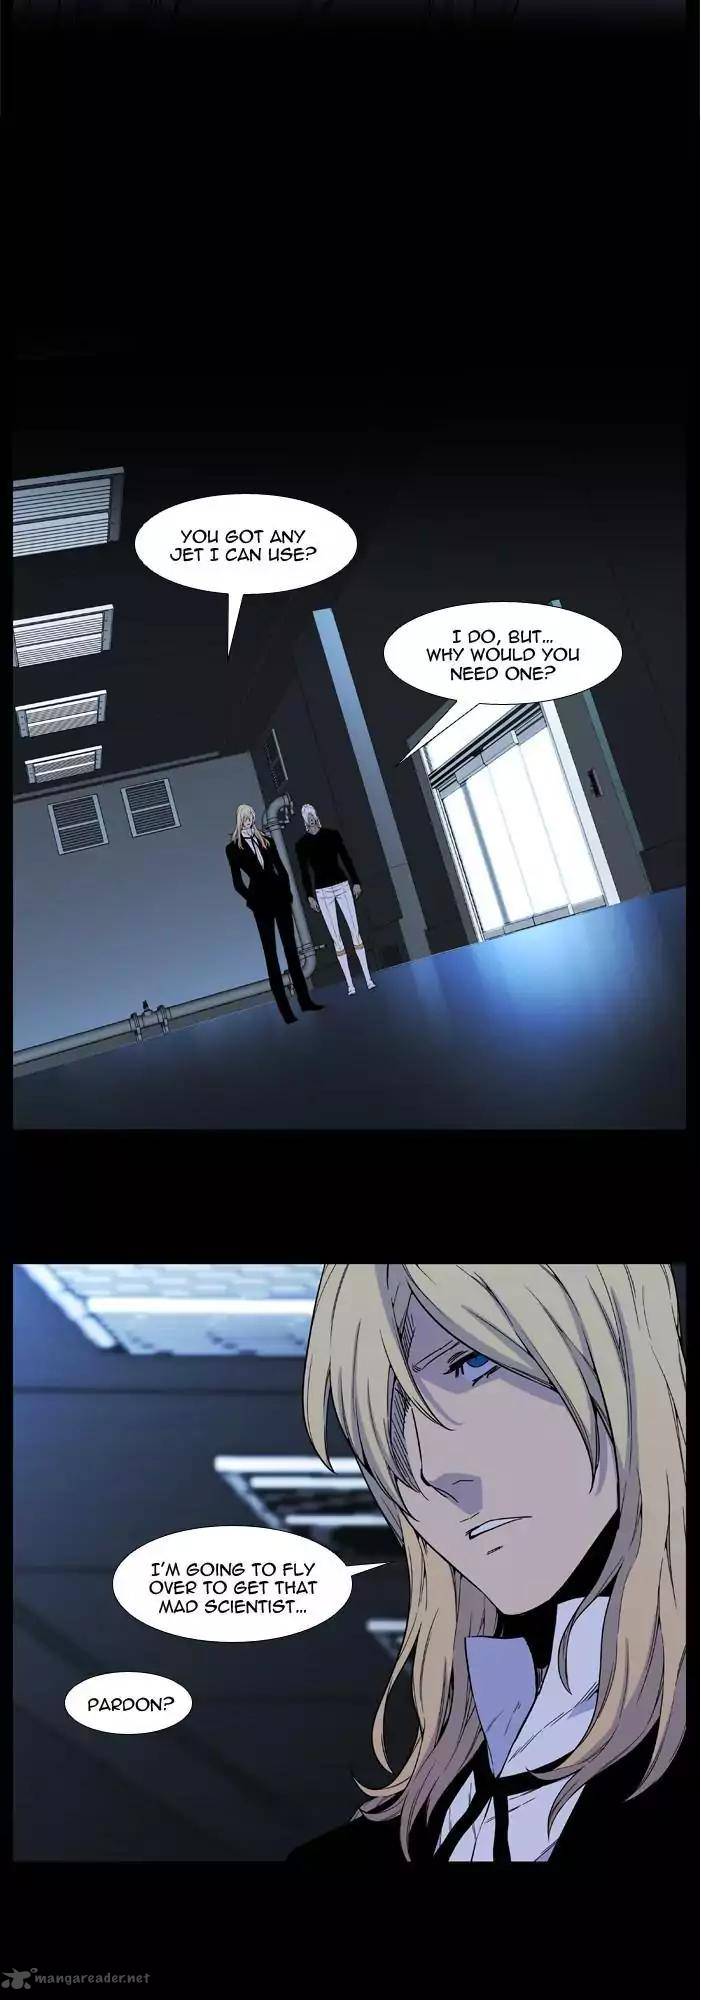 YOU GOT ANY
JET I CAN USE?
I DO, BUT...
WHY WOULD YOU
NEED ONE?
I'M GOING TO FLY
OVER TO GET THAT
MAD SCIENTIST...
PARDON?
mangareader.net